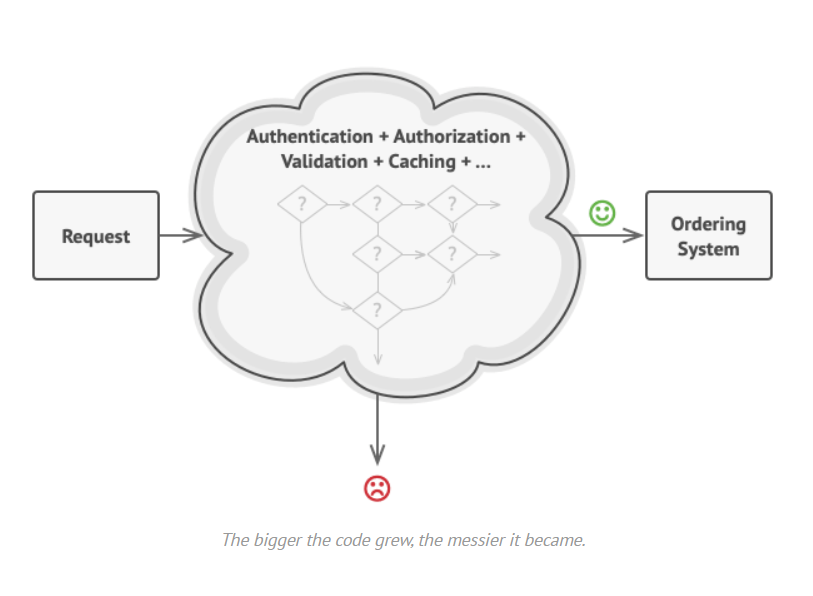 Authentication + Authorization +
Validation + Caching + ...
? ? ?
Request
? ?
Ordering
System
?
The bigger the code grew, the messier it became.